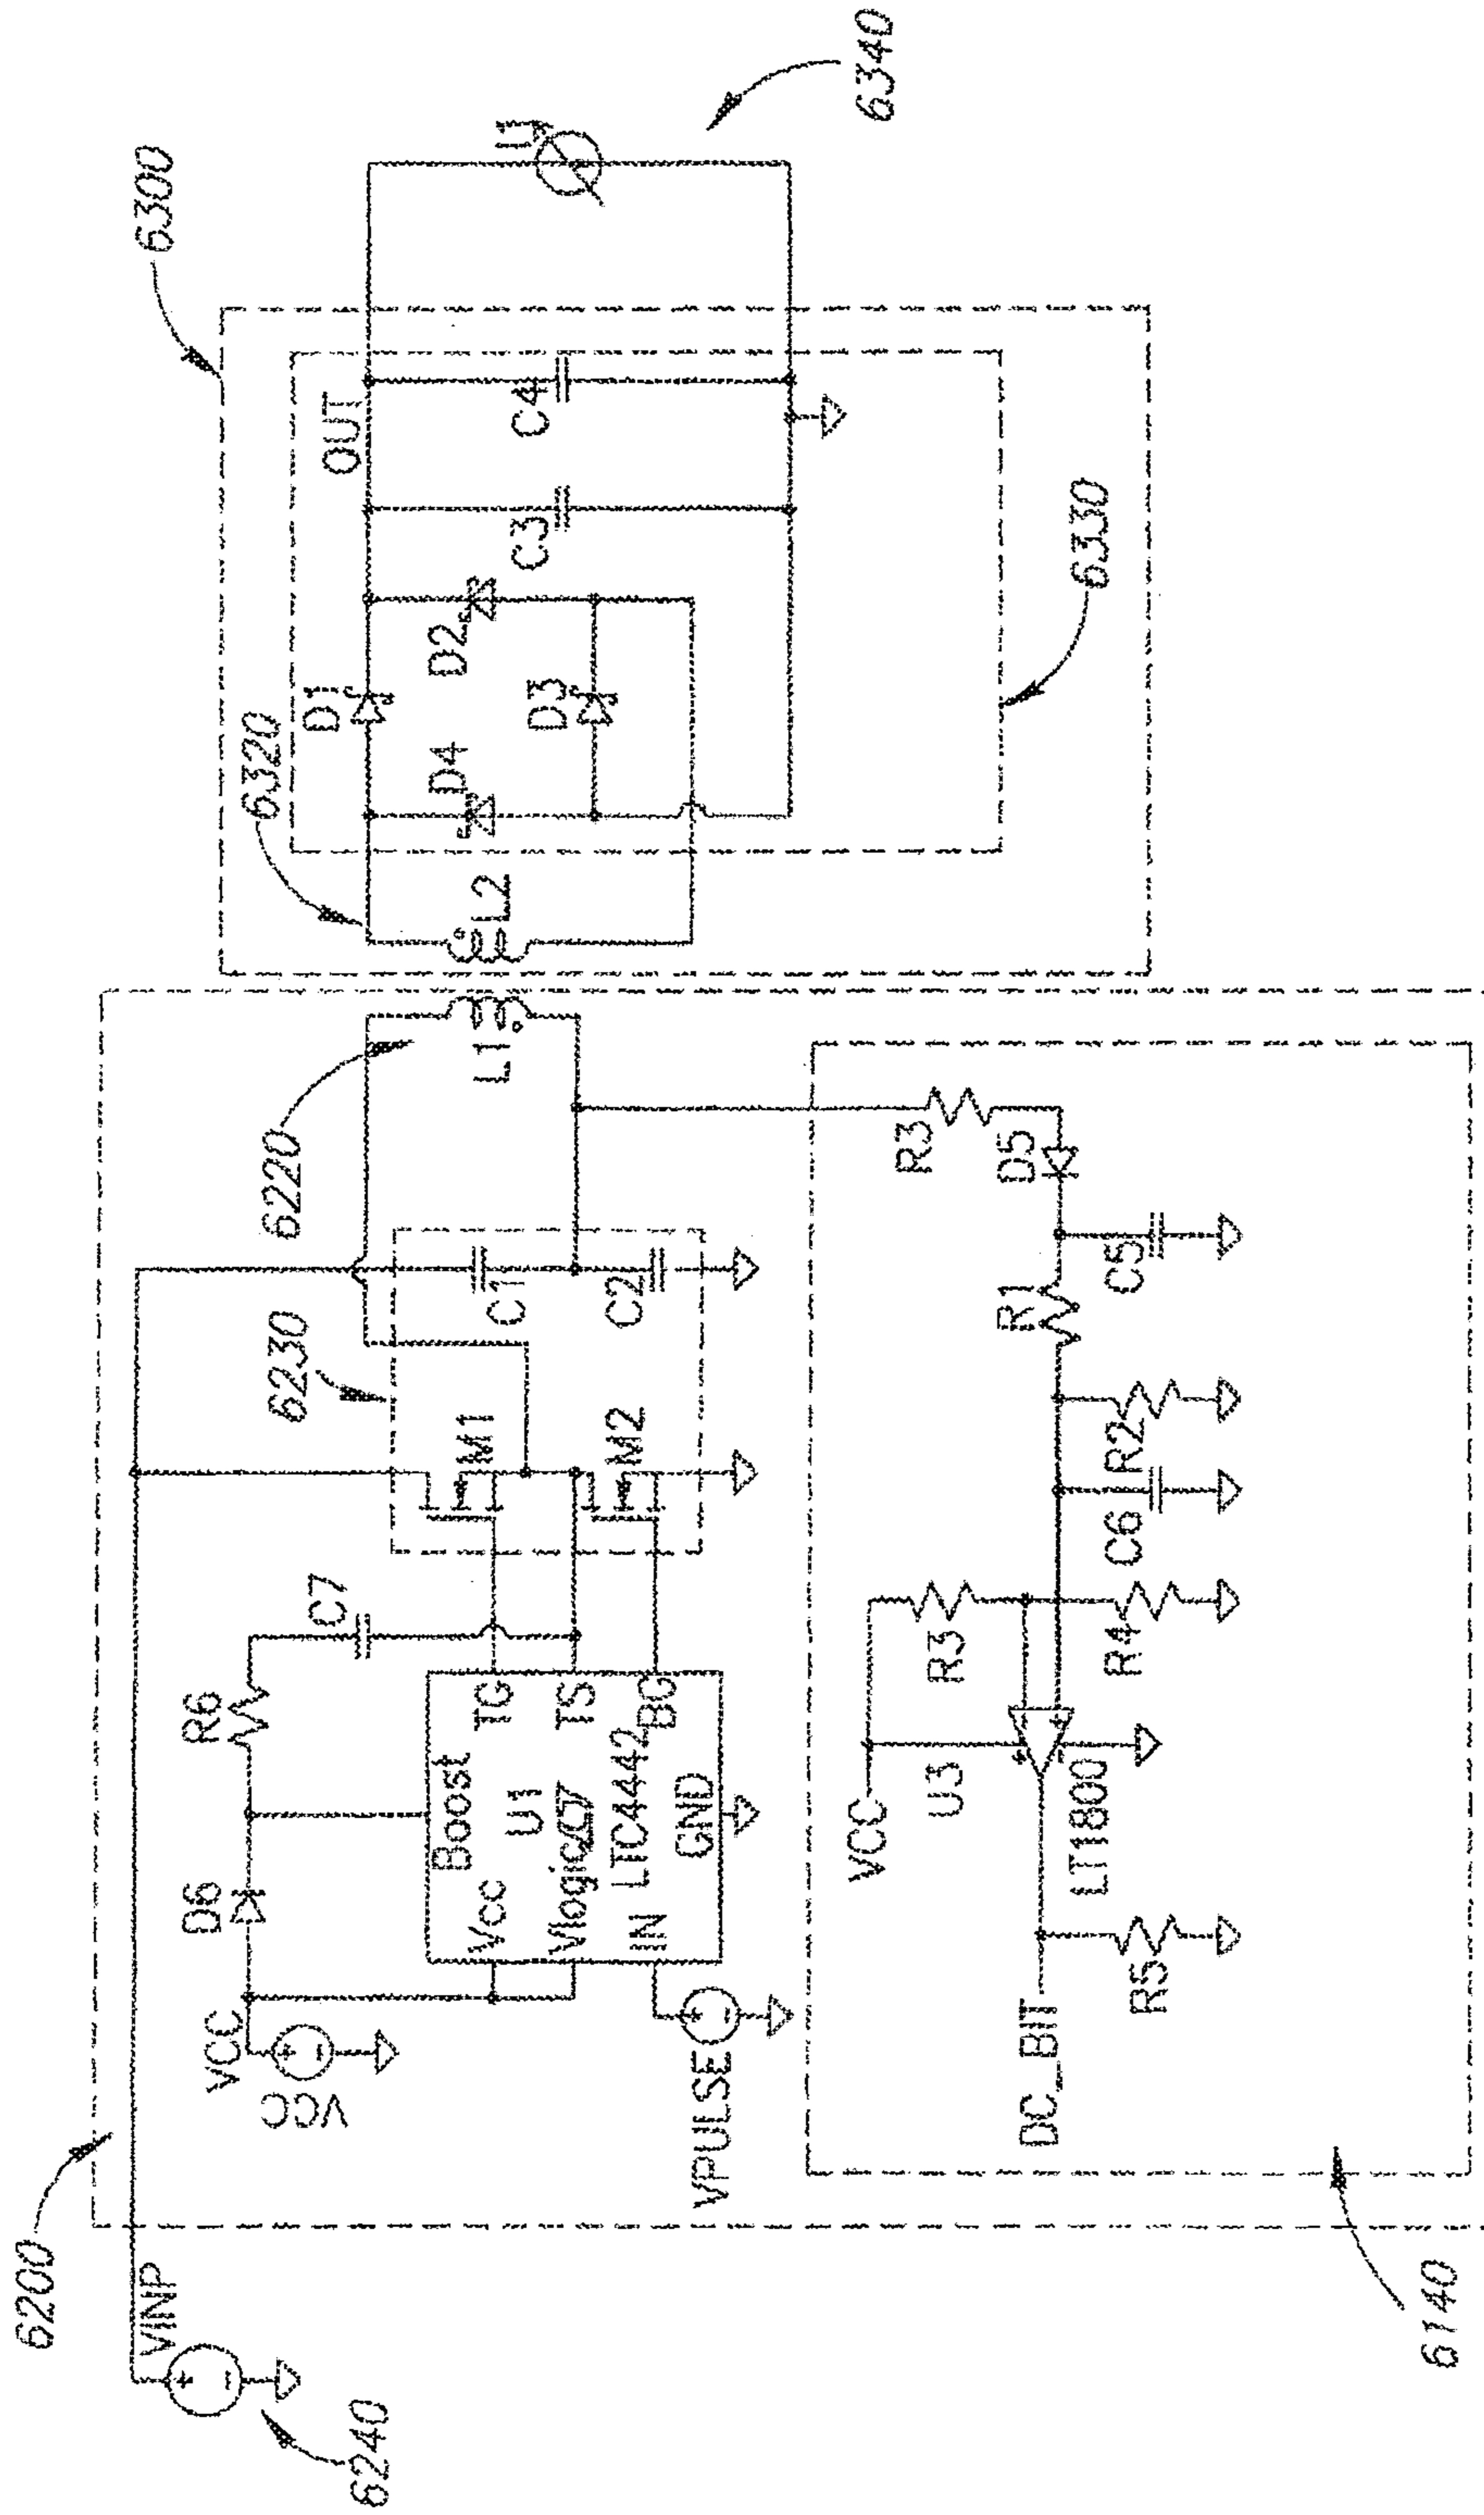 6200
6240
VINP
VCC
VCC
D6
R6
C7
Boost
Vcc
U1
TG
TS
LTC4442
IN
BG
GND
VPULSE
6230
M1
M2
C1
C2
6220
L1
6320
L2
6300
D1
D4
D2
D3
OUT
C3
C4
I1
6340
6330
DC_BIT
R5
LT1800
U3
VCC
R3
R4
C6
R2
R1
C5
D5
R3
6140